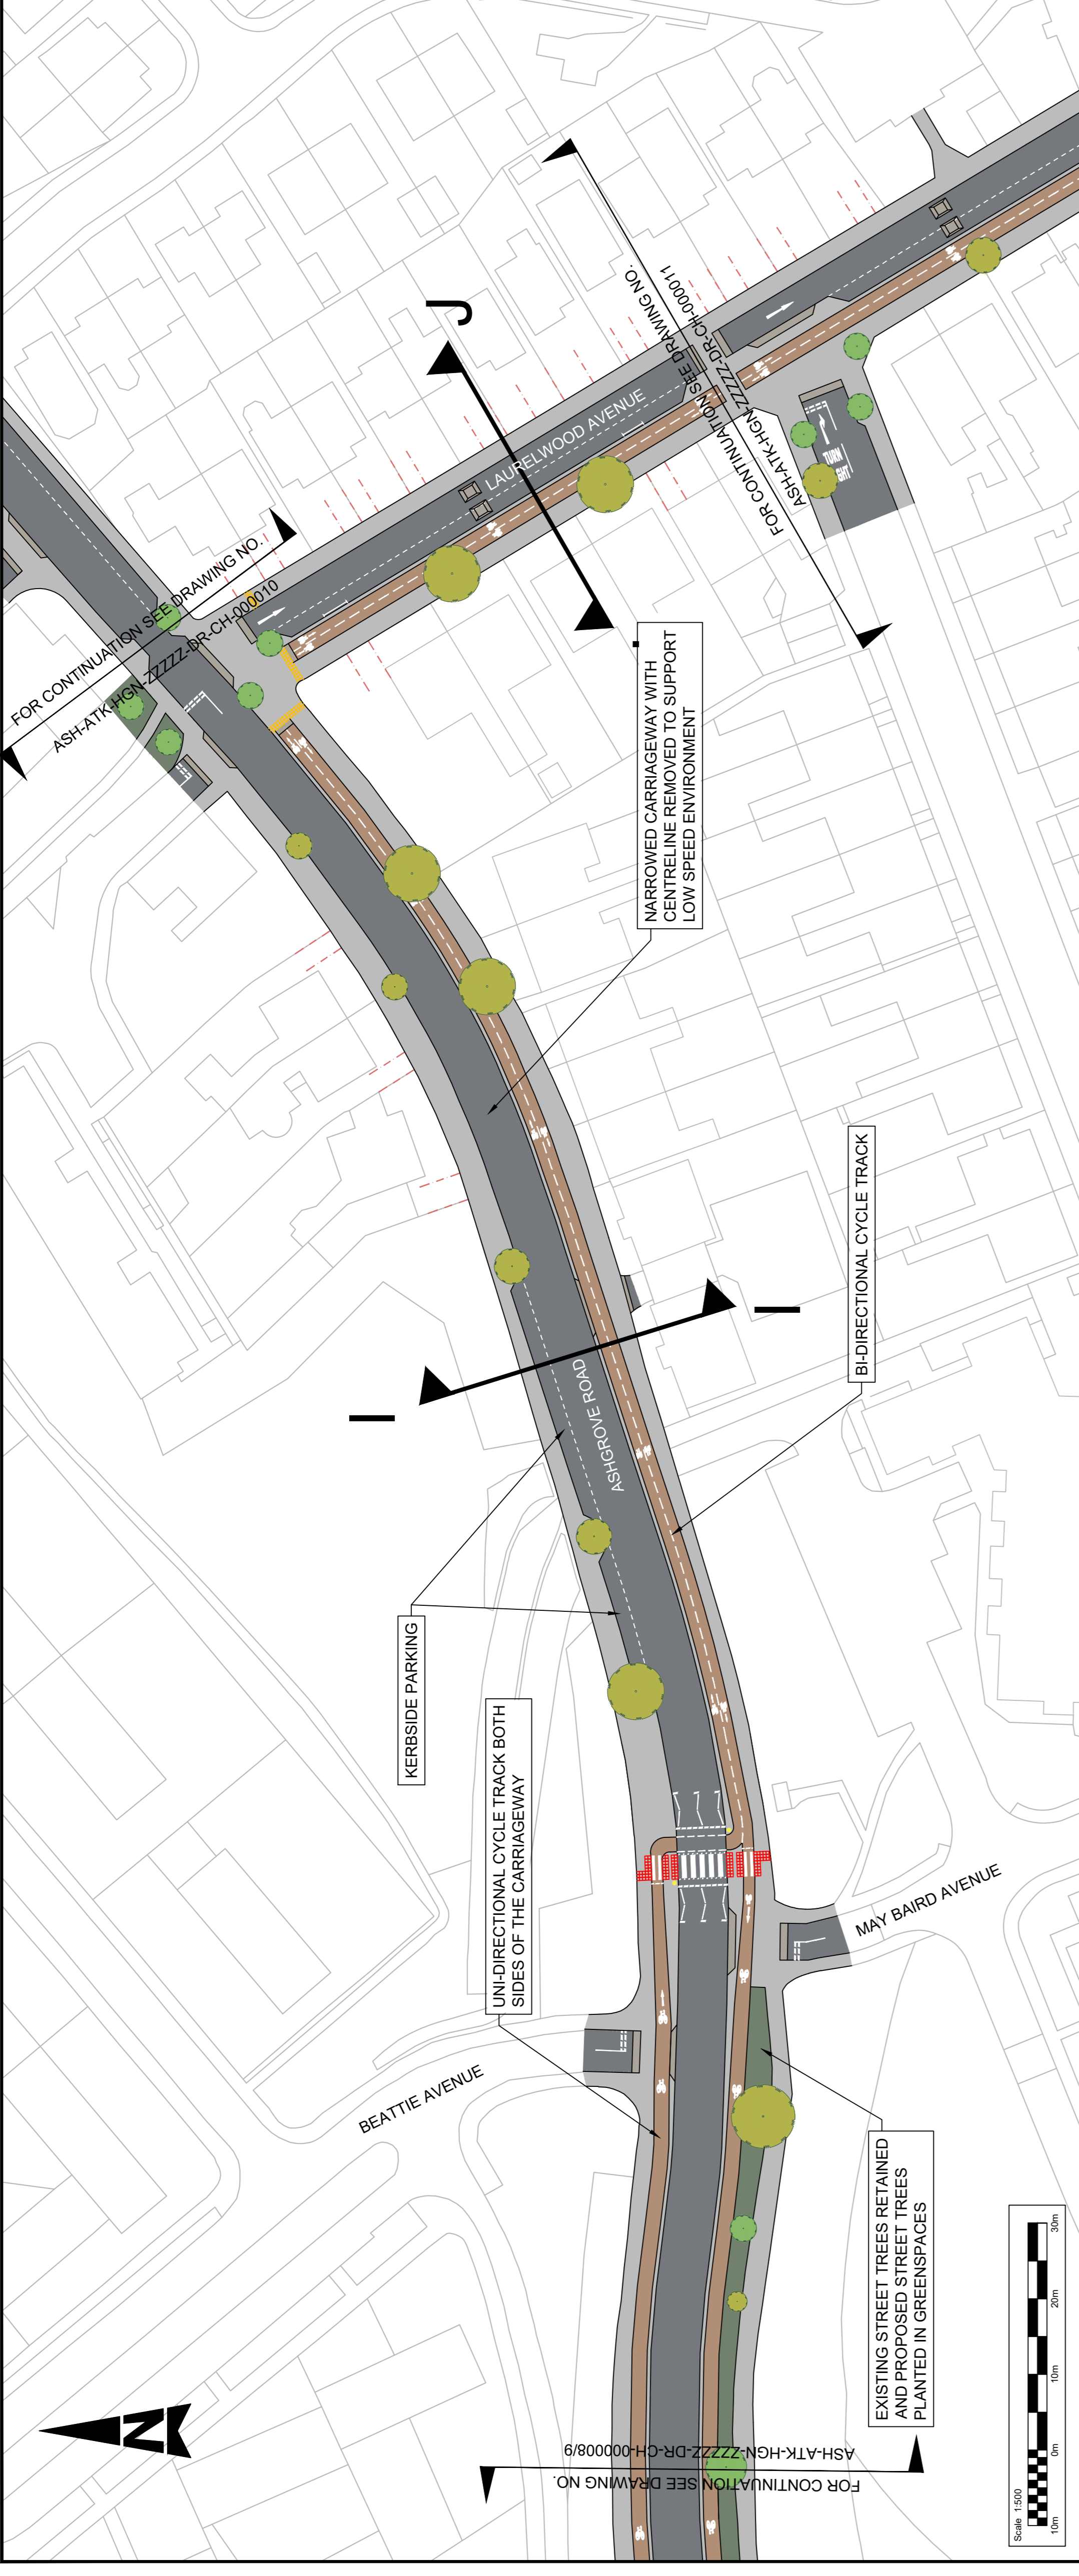 FOR CONTINUATION SEE DRAWING NO.
ASH-ATK-HGN-ZZZZZ-DR-CH-000010
J
LAURELWOOD AVENUE
FOR CONTINUATION SEE DRAWING NO.
ASH-ATK-HGN-ZZZZZ-DR-CH-000011
TURN
NARROWED CARRIAGEWAY WITH
CENTRELINE REMOVED TO SUPPORT
LOW SPEED ENVIRONMENT
BI-DIRECTIONAL CYCLE TRACK
I
I
ASHGROVE ROAD
KERBSIDE PARKING
UNI-DIRECTIONAL CYCLE TRACK BOTH
SIDES OF THE CARRIAGEWAY
MAY BAIRD AVENUE
BEATTIE AVENUE
EXISTING STREET TREES RETAINED
AND PROPOSED STREET TREES
PLANTED IN GREENSPACES
FOR CONTINUATION SEE DRAWING NO.
ASH-ATK-HGN-ZZZZZ-DR-CH-000008/9
N
Scale 1:500
10m 0m 10m 20m 30m